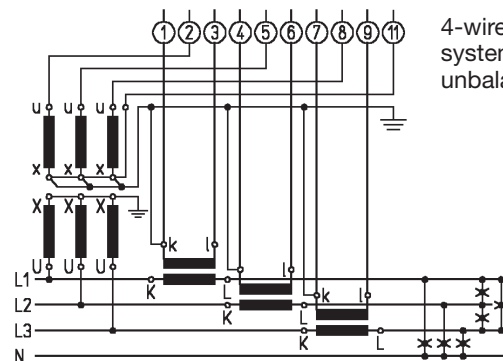 1 2 3 4 5 6 7 8 9 11
4-wire
system
unbala
u u u
x x x
X X X
U U U
k l
K L
k l
K L
k l
K L
L1
L2
L3
N